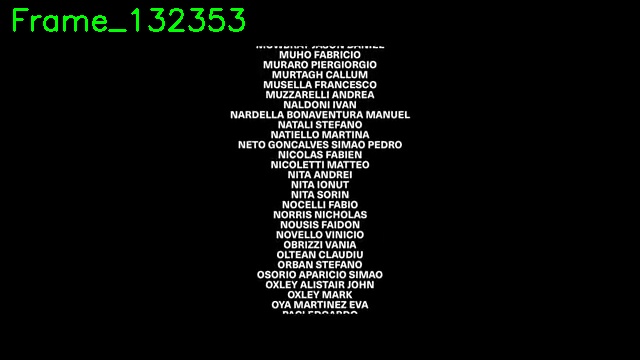 Frame_132353
MOWBRAY JASON DANIEL
MUHO FABRICIO
MURARO PIERGIORGIO
MURTAGH CALLUM
MUSELLA FRANCESCO
MUZZARELLI ANDREA
NALDONI IVAN
NARDELLA BONAVENTURA MANUEL
NATALI STEFANO
NATIELLO MARTINA
NETO GONCALVES SIMAO PEDRO
NICOLAS FABIEN
NICOLETTI MATTEO
NITA ANDREI
NITA IONUT
NITA SORIN
NOCELLI FABIO
NORRIS NICHOLAS
NOUSIS FAIDON
NOVELLO VINICIO
OBRIZZI VANIA
OLTEAN CLAUDIU
ORBAN STEFANO
OSORIO APARICIO SIMAO
OXLEY ALISTAIR JOHN
OXLEY MARK
OYA MARTINEZ EVA